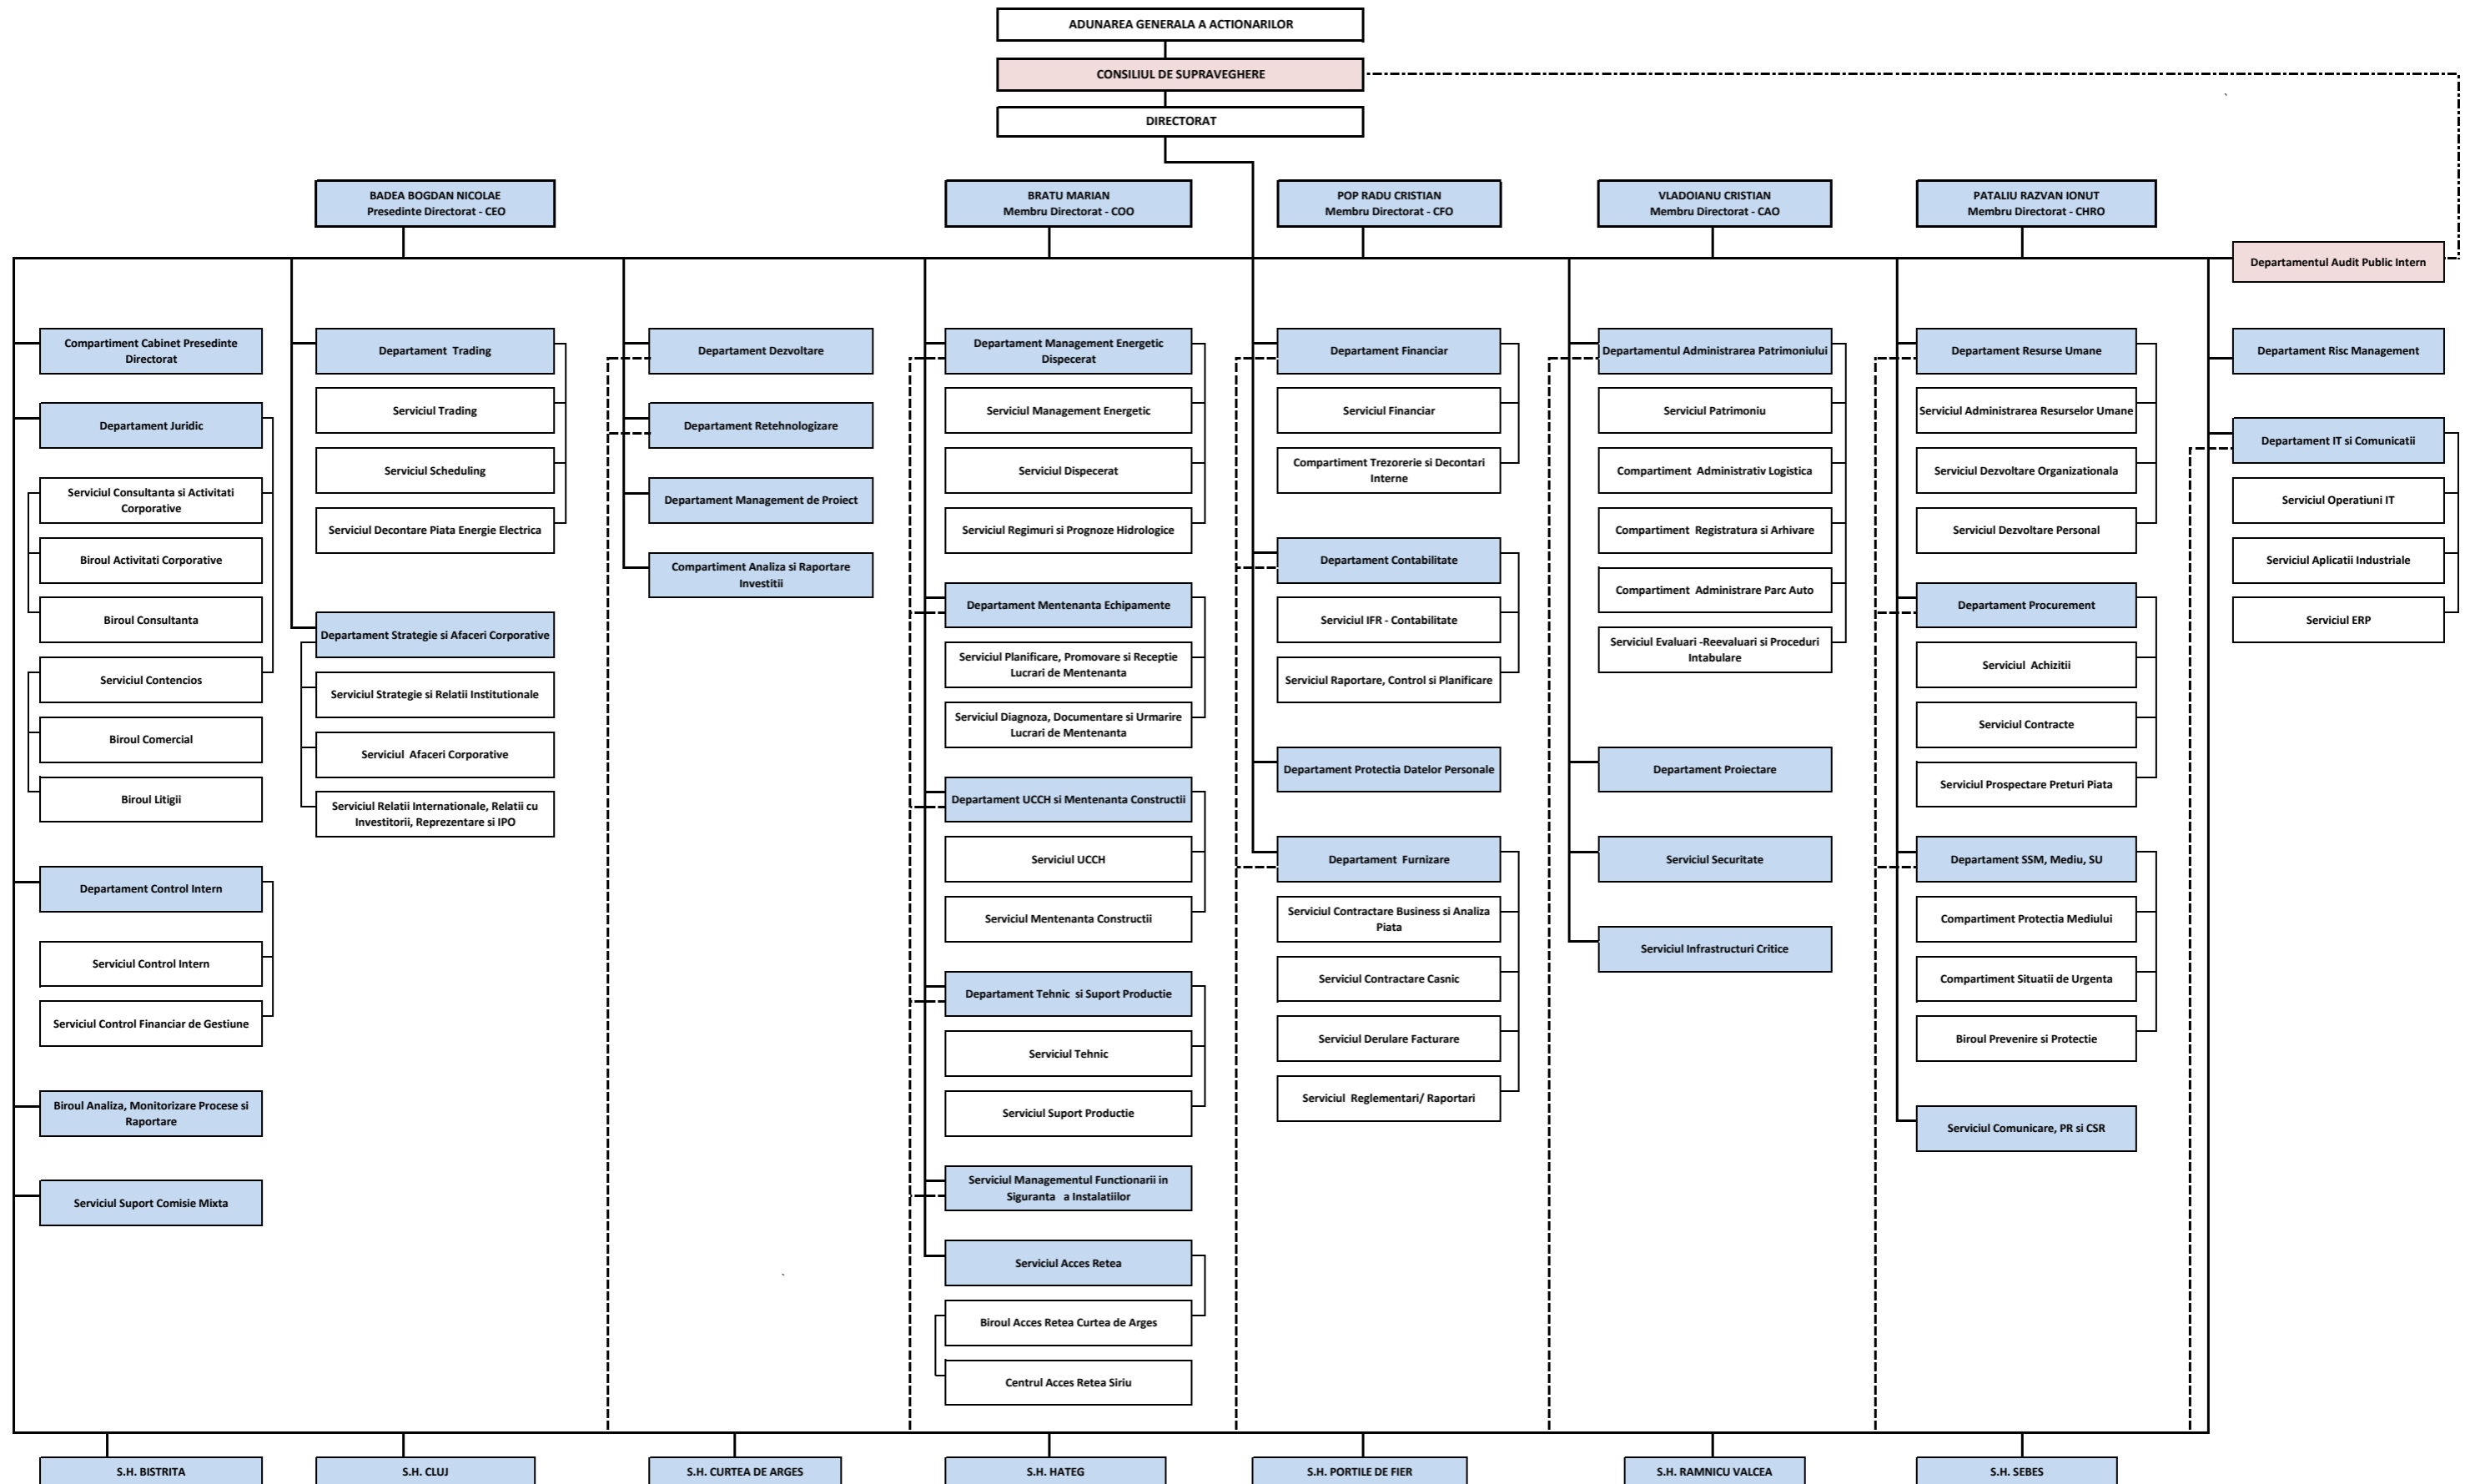 ADUNAREA GENERALA A ACTIONARILOR
CONSILIUL DE SUPRAVEGHERE
DIRECTORAT
BADEA BOGDAN NICOLAE
Presedinte Directorat - CEO
BRATU MARIAN
Membru Directorat - COO
POP RADU CRISTIAN
Membru Directorat - CFO
VLADOIANU CRISTIAN
Membru Directorat - CAO
PATALIU RAZVAN IONUT
Membru Directorat - CHRO
Departamentul Audit Public Intern
Compartiment Cabinet Presedinte
Directorat
Departament Juridic
Serviciul Consultanta si Activitati
Corporative
Biroul Activitati Corporative
Biroul Consultanta
Serviciul Contencios
Biroul Comercial
Biroul Litigii
Departament Control Intern
Serviciul Control Intern
Serviciul Control Financiar de Gestiune
Biroul Analiza, Monitorizare Procese si
Raportare
Serviciul Suport Comisie Mixta
Departament Trading
Serviciul Trading
Serviciul Scheduling
Serviciul Decontare Piata Energie Electrica
Departament Strategie si Afaceri Corporative
Serviciul Strategie si Relatii Institutionale
Serviciul Afaceri Corporative
Serviciul Relatii Internationale, Relatii cu
Investitorii, Reprezentare si IPO
Departament Dezvoltare
Departament Retehnologizare
Departament Management de Proiect
Compartiment Analiza si Raportare
Investitii
Departament Management Energetic
Dispecerat
Serviciul Management Energetic
Serviciul Dispecerat
Serviciul Regimuri si Prognoze Hidrologice
Departament Mentenanta Echipamente
Serviciul Planificare, Promovare si Receptie
Lucrari de Mentenanta
Serviciul Diagnoza, Documentare si Urmarire
Lucrari de Mentenanta
Departament UCCH si Mentenanta Constructii
Serviciul UCCH
Serviciul Mentenanta Constructii
Departament Tehnic si Suport Productie
Serviciul Tehnic
Serviciul Suport Productie
Serviciul Managementul Functionarii in
Siguranta a Instalatiilor
Serviciul Acces Retea
Biroul Acces Retea Curtea de Arges
Centrul Acces Retea Siriu
Departament Financiar
Serviciul Financiar
Compartiment Trezorerie si Decontari
Interne
Departament Contabilitate
Serviciul IFR - Contabilitate
Serviciul Raportare, Control si Planificare
Departament Protectia Datelor Personale
Departament Furnizare
Serviciul Contractare Business si Analiza
Piata
Serviciul Contractare Casnic
Serviciul Derulare Facturare
Serviciul Reglementari/ Raportari
Departamentul Administrarea Patrimoniului
Serviciul Patrimoniu
Compartiment Administrativ Logistica
Compartiment Registratura si Arhivare
Compartiment Administrare Parc Auto
Serviciul Evaluari -Reevaluari si Proceduri
Intabulare
Departament Proiectare
Serviciul Securitate
Serviciul Infrastructuri Critice
Departament Resurse Umane
Serviciul Administrarea Resurselor Umane
Serviciul Dezvoltare Organizationala
Serviciul Dezvoltare Personal
Departament Procurement
Serviciul Achizitii
Serviciul Contracte
Serviciul Prospectare Preturi Piata
Departament SSM, Mediu, SU
Compartiment Protectia Mediului
Compartiment Situatii de Urgenta
Biroul Prevenire si Protectie
Serviciul Comunicare, PR si CSR
Departament Risc Management
Departament IT si Comunicatii
Serviciul Operatiuni IT
Serviciul Aplicatii Industriale
Serviciul ERP
S.H. BISTRITA
S.H. CLUJ
S.H. CURTEA DE ARGES
S.H. HATEG
S.H. PORTILE DE FIER
S.H. RAMNICU VALCEA
S.H. SEBES